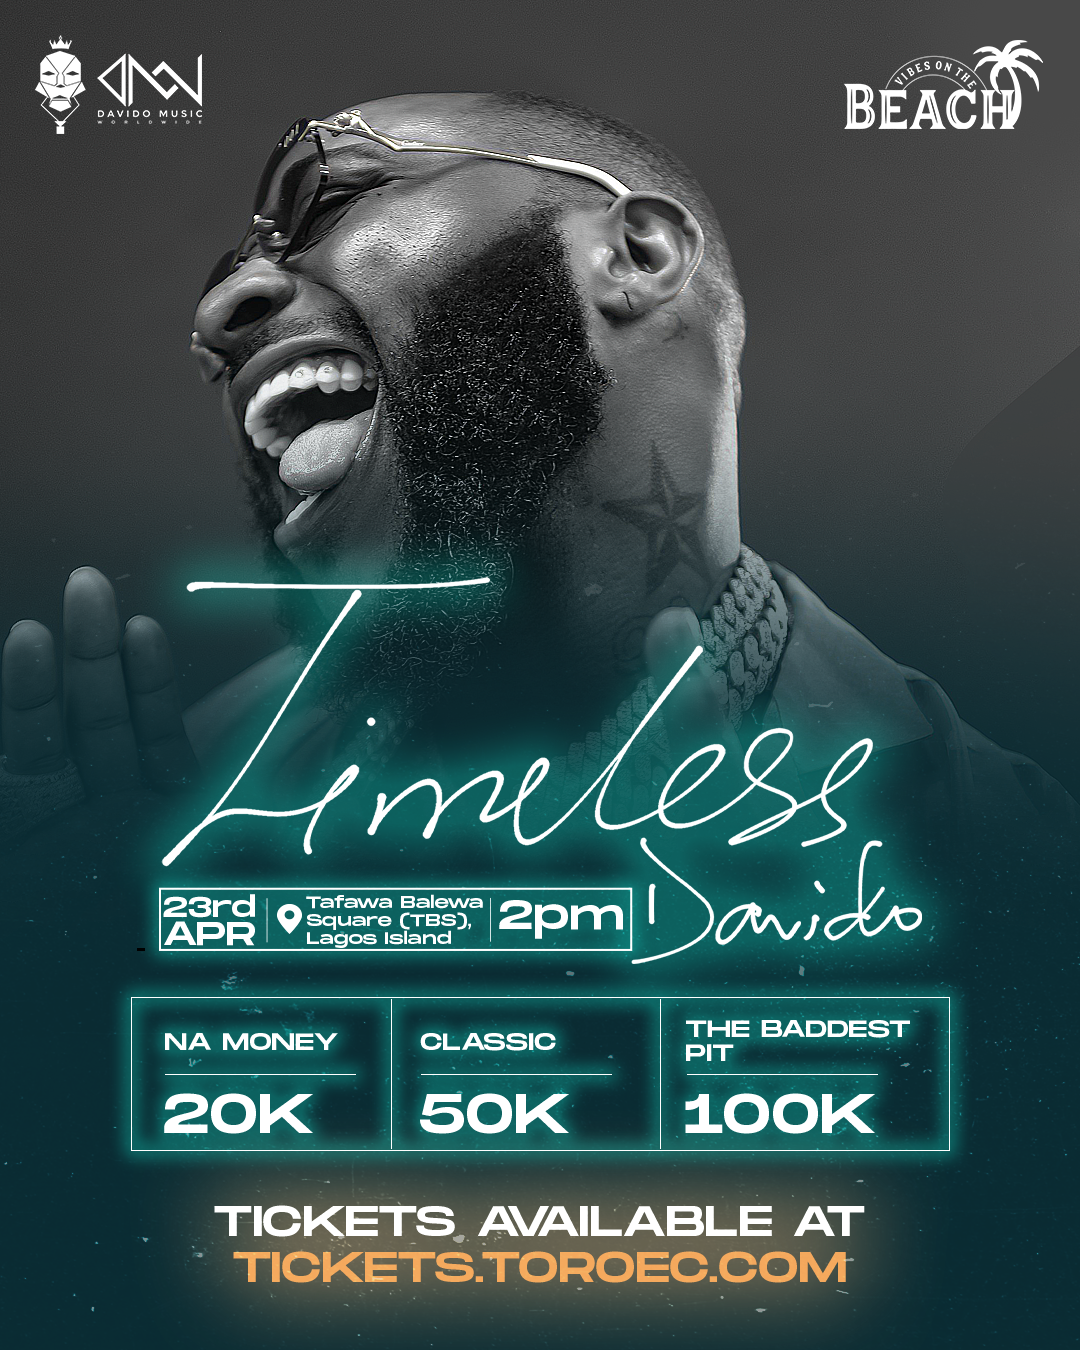 DAVIDO MUSIC
WORLDWIDE
VIBES ON THE
BEACH
Timeless
Davido
23rd
APR
Tafawa Balewa
Square (TBS),
Lagos Island
2pm
NA MONEY
20K
CLASSIC
50K
THE BADDEST
PIT
100K
TICKETS AVAILABLE AT
TICKETS.TOROEC.COM